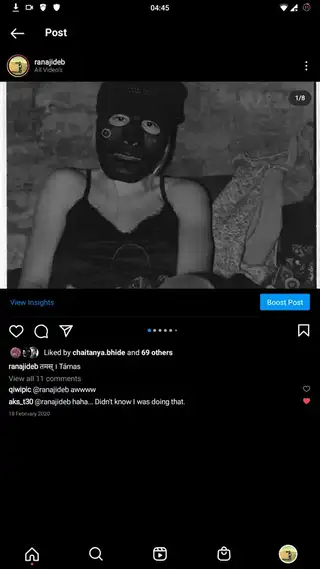 04:45
Post
ranajideb
All Video's
1/8
View Insights
Boost Post
Liked by chaitanya.bhide and 69 others
ranajideb तमस् । Támas
View all 11 comments
qiwipic @ranajideb awwww
aks_t30 @ranajideb haha... Didn't know I was doing that.
19 February 2020